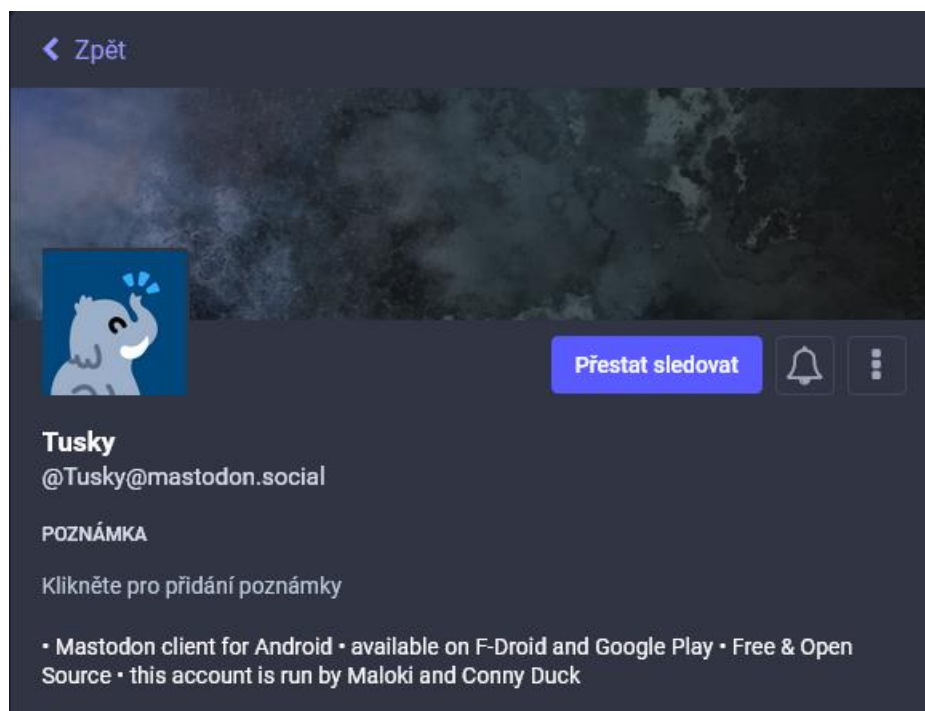 Zpět
Přestat sledovat
Tusky
@Tusky@mastodon.social
POZNÁMKA
Klikněte pro přidání poznámky
• Mastodon client for Android • available on F-Droid and Google Play • Free & Open
Source • this account is run by Maloki and Conny Duck